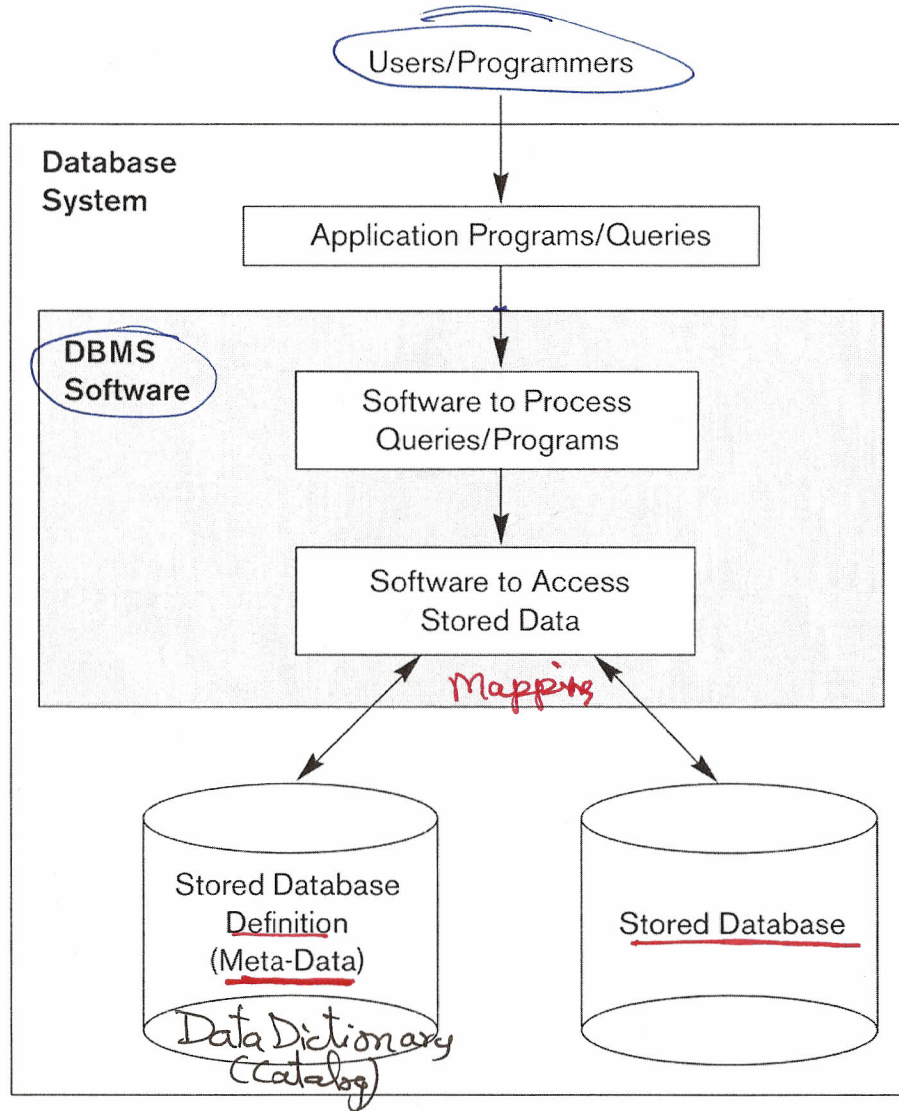 Users/Programmers
Database
System
Application Programs/Queries
DBMS
Software
Software to Process
Queries/Programs
Software to Access
Stored Data
Mapping
Stored Database
Definition
(Meta-Data)
Data Dictionary
(Catalog)
Stored Database